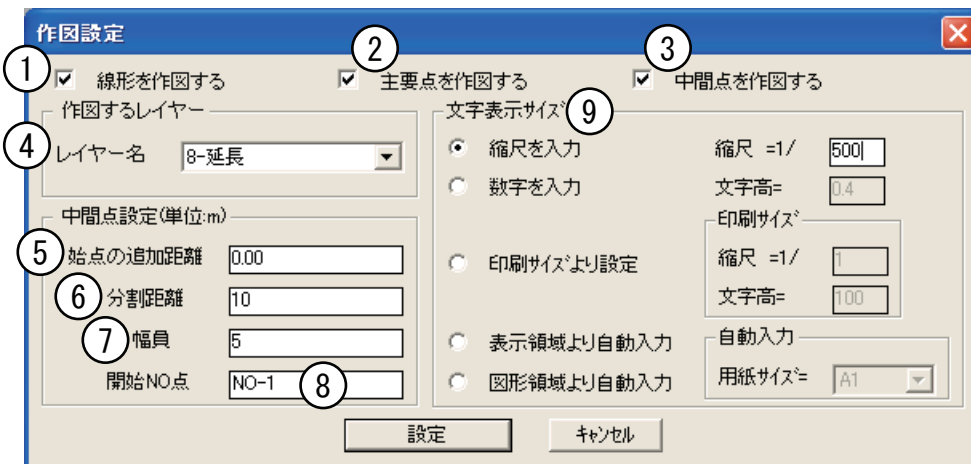 作図設定
① 線形を作図する ② 主要点を作図する ③ 中間点を作図する
作図するレイヤー
④ レイヤー名 8-延長
中間点設定(単位:m)
⑤ 始点の追加距離 0.00
⑥ 分割距離 10
⑦ 幅員 5
開始NO点 NO-1 ⑧
文字表示サイズ ⑨
縮尺を入力 縮尺 =1/ 500
数字を入力 文字高= 0.4
印刷サイズ
印刷サイズより設定 縮尺 =1/ 1
文字高= 100
自動入力
表示領域より自動入力
図形領域より自動入力 用紙サイズ= A1
設定 キャンセル